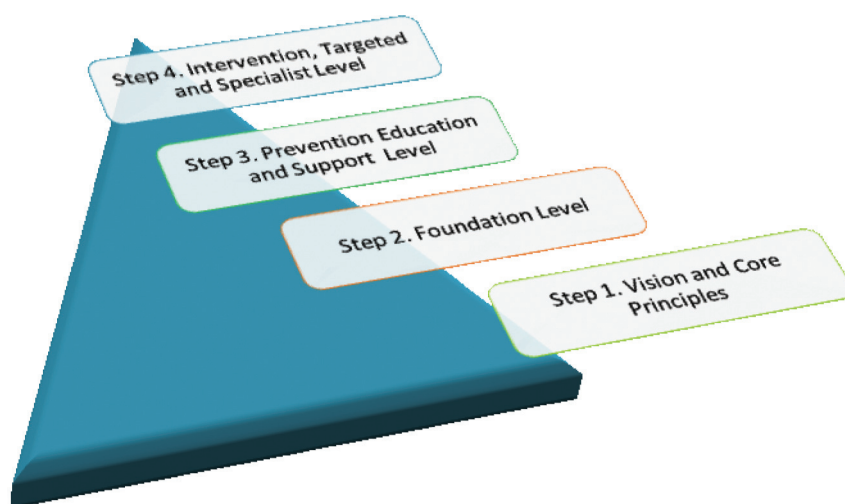 Step 4. Intervention, Targeted
and Specialist Level
Step 3. Prevention Education
and Support Level
Step 2. Foundation Level
Step 1. Vision and Core
Principles